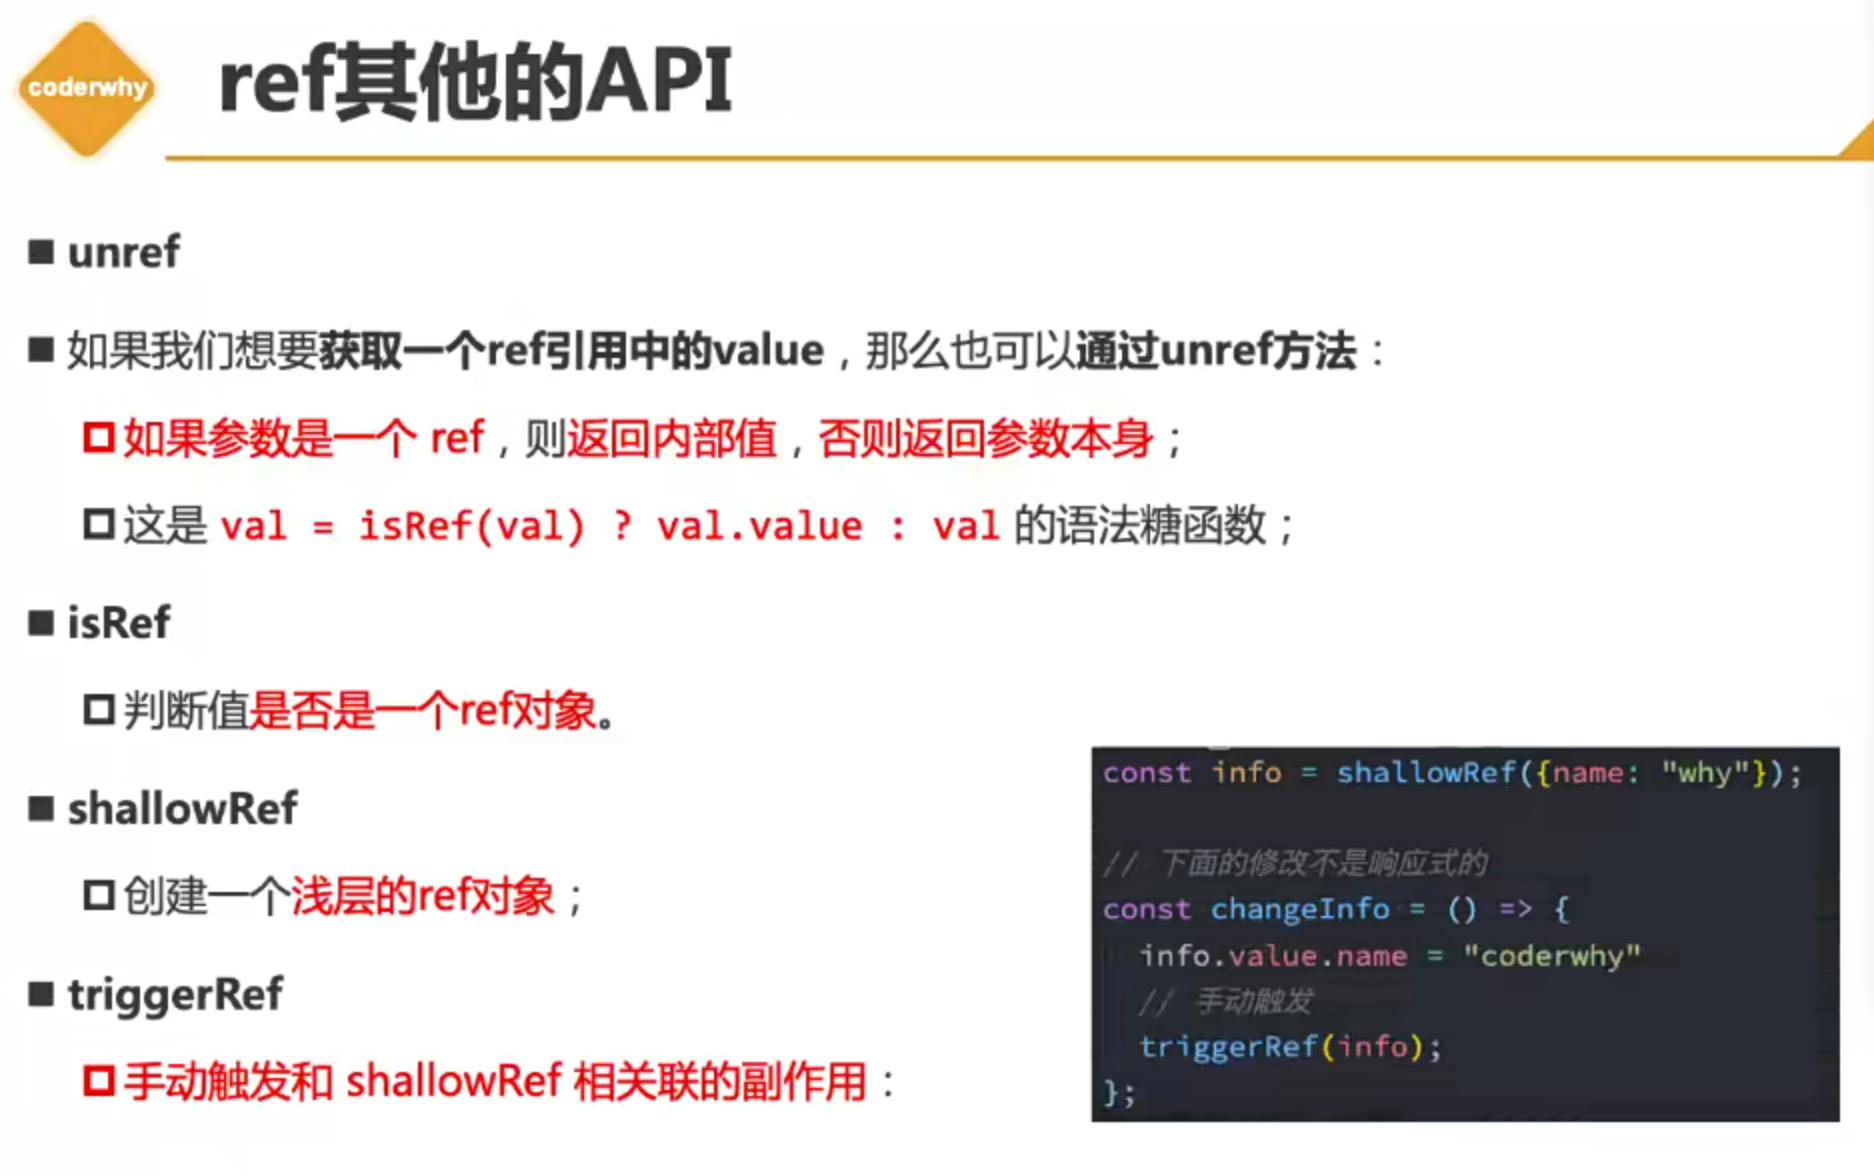 coderwhy
ref其他的API
unref
如果我们想要获取一个ref引用中的value，那么也可以通过unref方法：
如果参数是一个 ref，则返回内部值，否则返回参数本身；
这是 val = isRef(val) ? val.value : val 的语法糖函数；
isRef
判断值是否是一个ref对象。
shallowRef
创建一个浅层的ref对象；
triggerRef
手动触发和 shallowRef 相关联的副作用：
const info = shallowRef({name: "why"});
// 下面的修改不是响应式的
const changeInfo = () => {
info.value.name = "coderwhy"
// 手动触发
triggerRef(info);
};